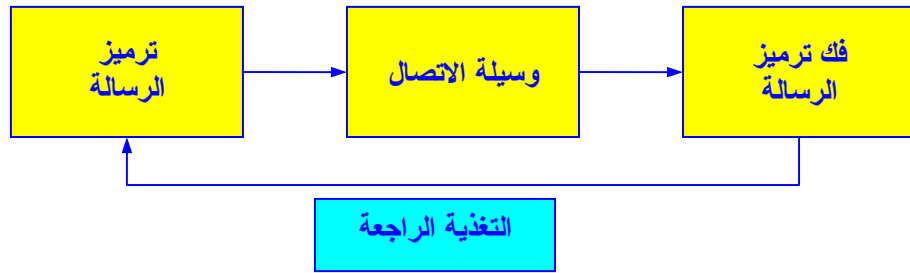 ترميز
الرسالة
وسيلة الاتصال
فك ترميز
الرسالة
التغذية الراجعة